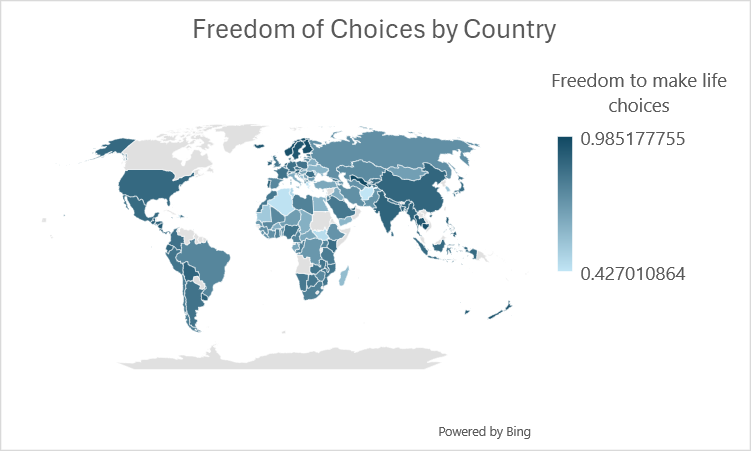 Freedom of Choices by Country
Freedom to make life
choices
0.985177755
0.427010864
Powered by Bing